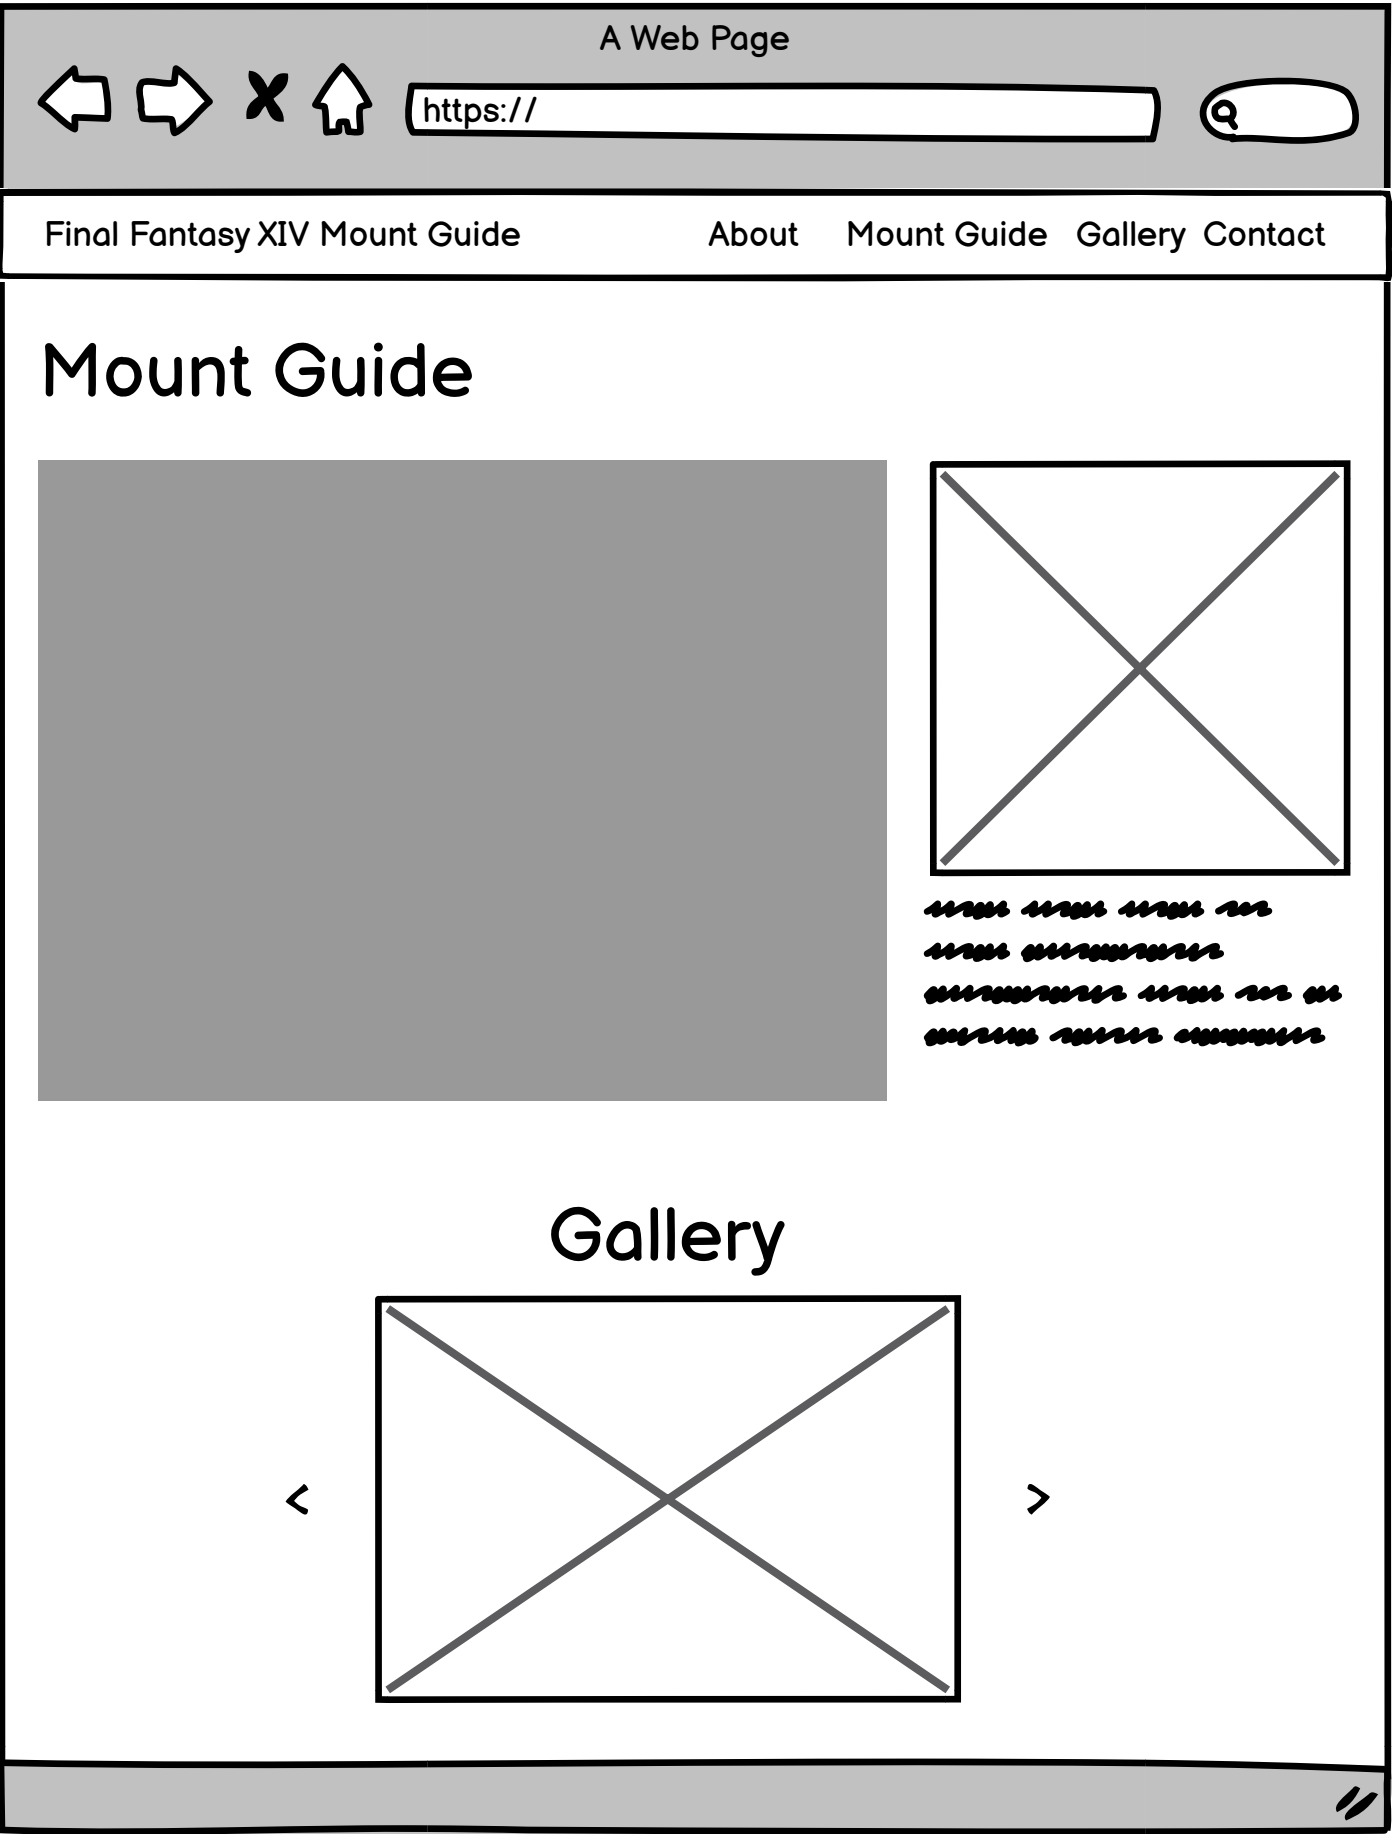 A Web Page
https://
Final Fantasy XIV Mount Guide
About Mount Guide Gallery Contact
Mount Guide
Gallery
< >